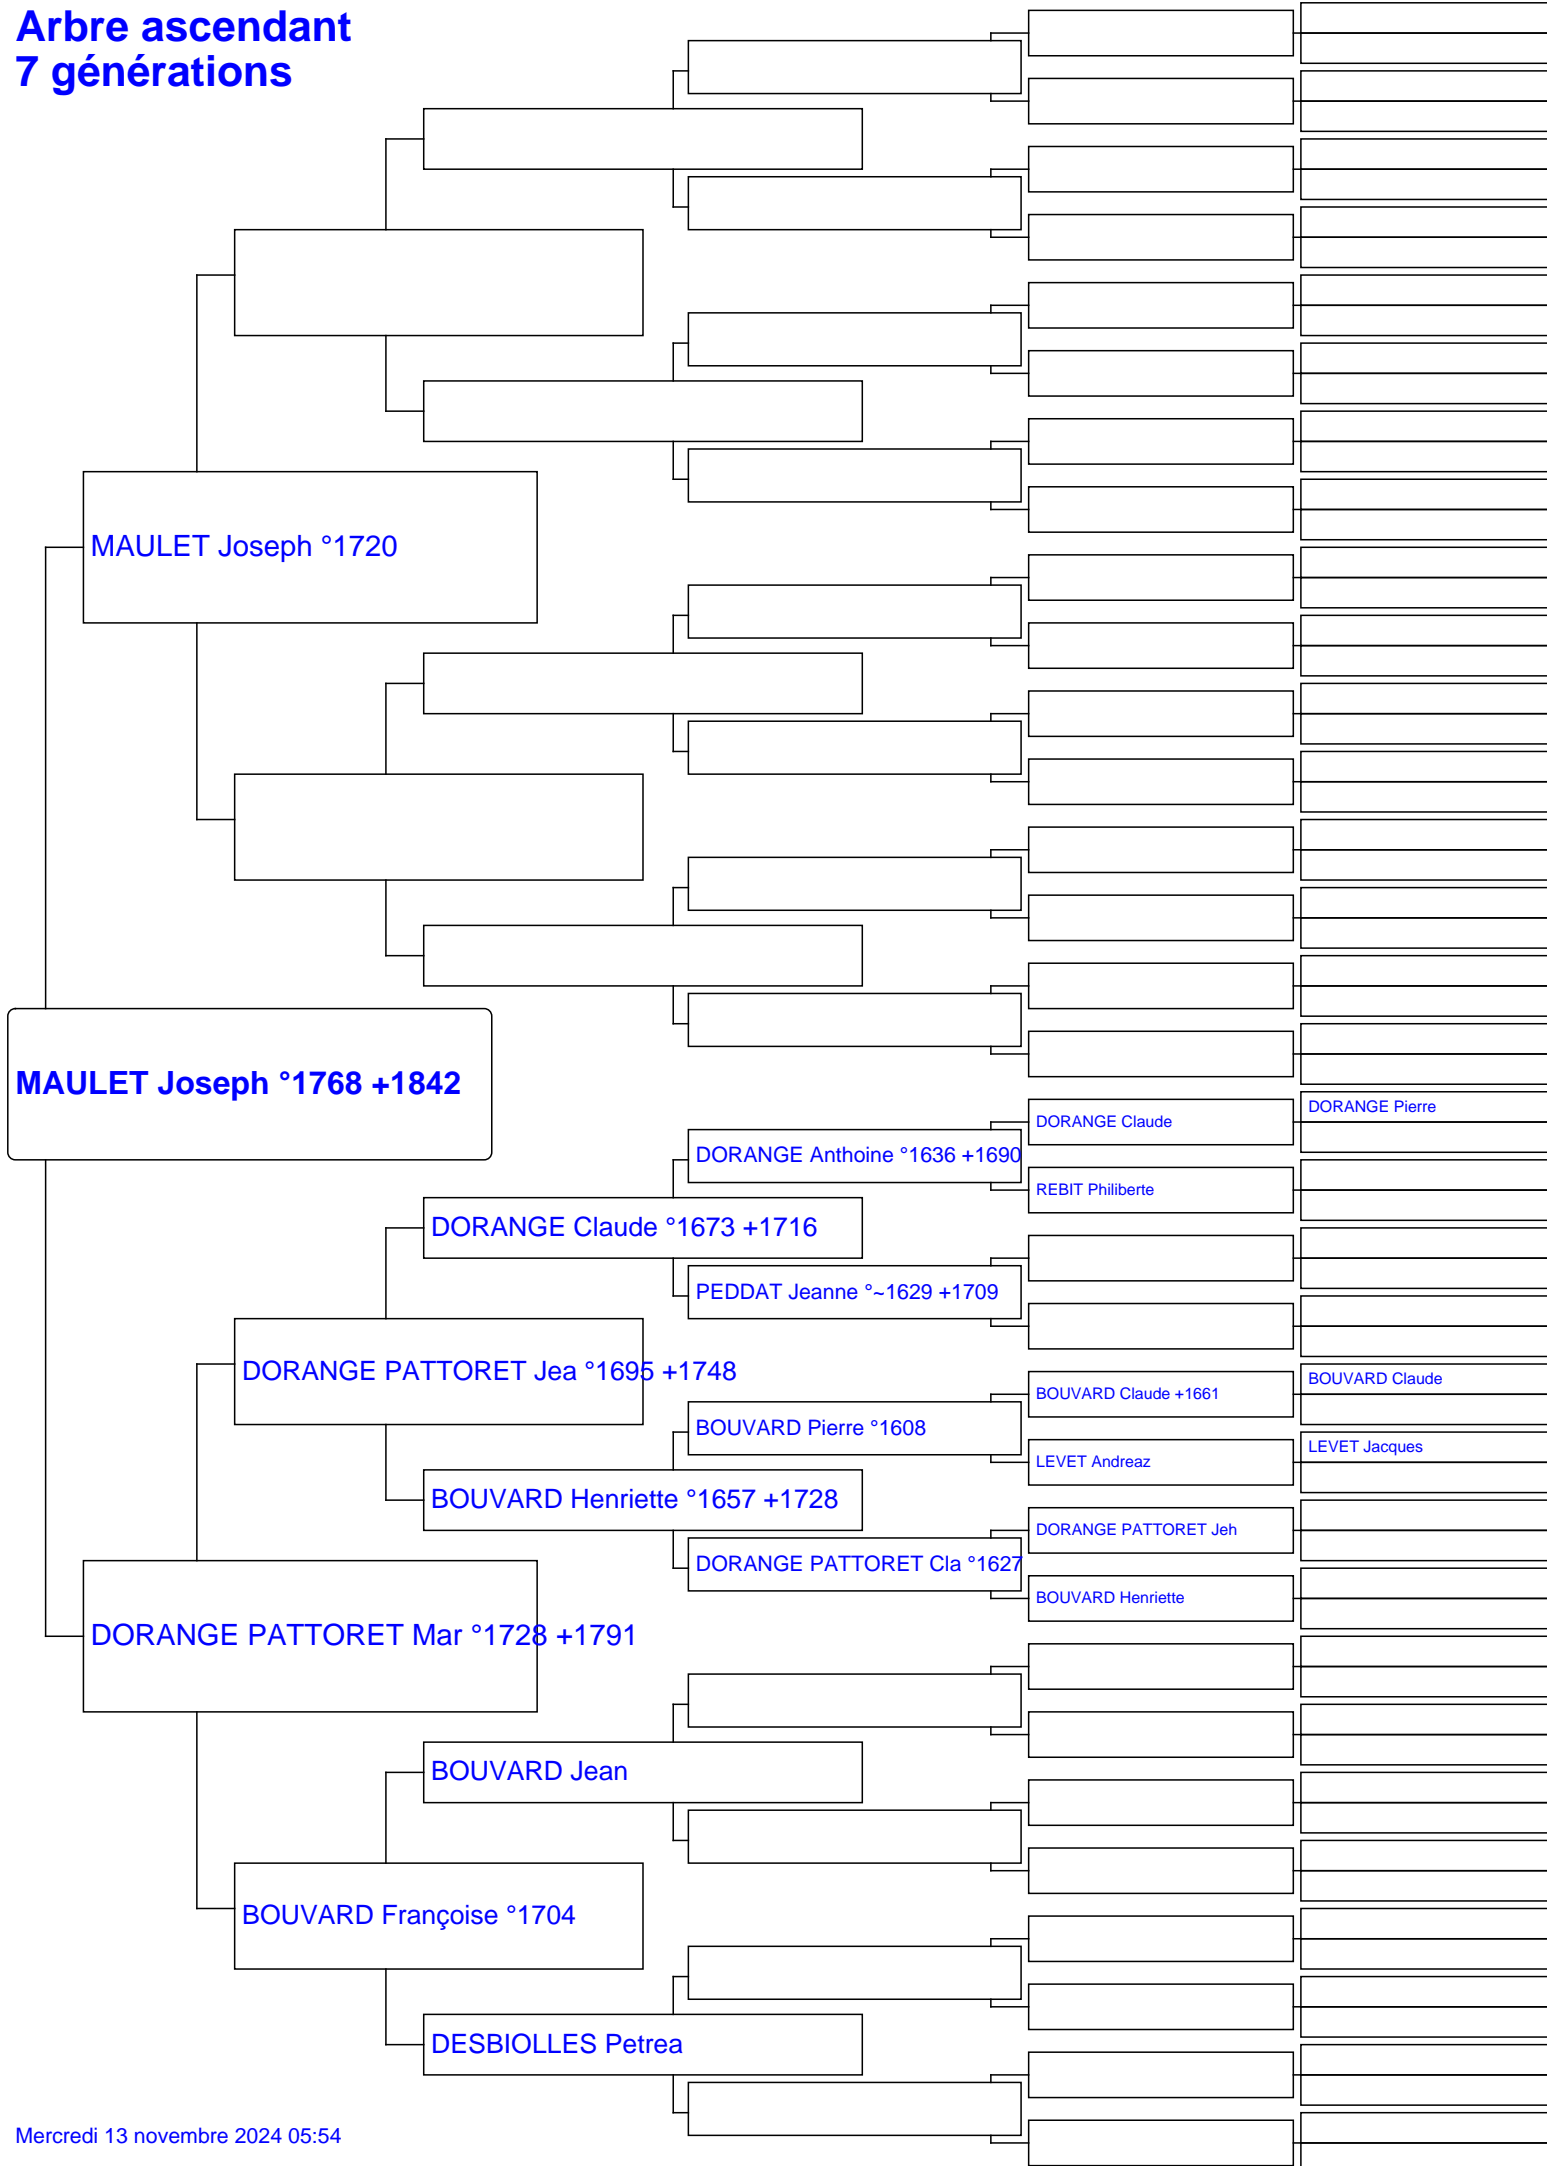 Arbre ascendant
7 générations
MAULET Joseph °1720
MAULET Joseph °1768 +1842
DORANGE Pierre
DORANGE Claude
DORANGE Anthoine °1636 +1690
REBIT Philiberte
DORANGE Claude °1673 +1716
PEDDAT Jeanne °~1629 +1709
DORANGE PATTORET Jea °1695 +1748
BOUVARD Claude
BOUVARD Claude +1661
BOUVARD Pierre °1608
LEVET Jacques
LEVET Andreaz
BOUVARD Henriette °1657 +1728
DORANGE PATTORET Jeh
DORANGE PATTORET Cla °1627
BOUVARD Henriette
DORANGE PATTORET Mar °1728 +1791
BOUVARD Jean
BOUVARD Françoise °1704
DESBIOLLES Petrea
Mercredi 13 novembre 2024 05:54